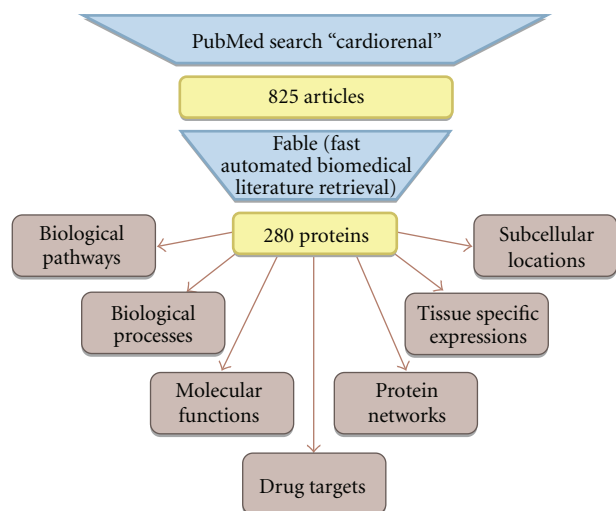 PubMed search “cardiorenal”
825 articles
Fable (fast
automated biomedical
literature retrieval)
280 proteins
Biological
pathways
Subcellular
locations
Biological
processes
Tissue specific
expressions
Molecular
functions
Protein
networks
Drug targets